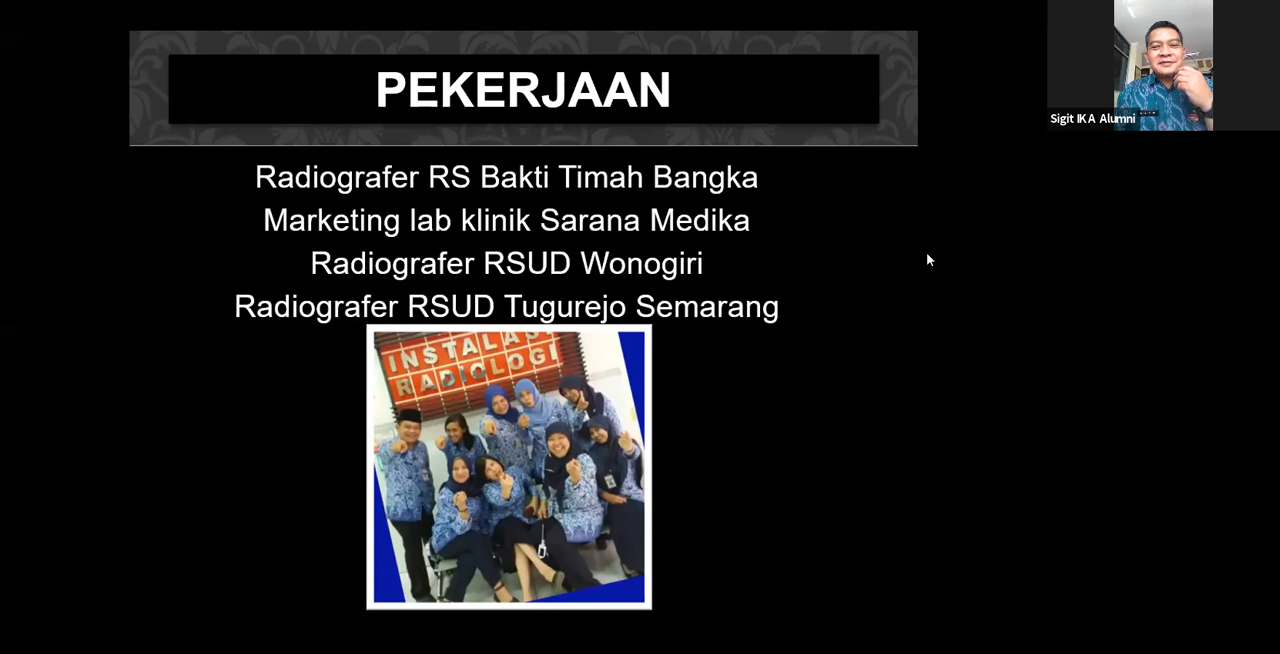 PEKERJAAN
Radiografer RS Bakti Timah Bangka
Marketing lab klinik Sarana Medika
Radiografer RSUD Wonogiri
Radiografer RSUD Tugurejo Semarang
INSTALASI
RADIOLOGI
Sigit IKA Alumni